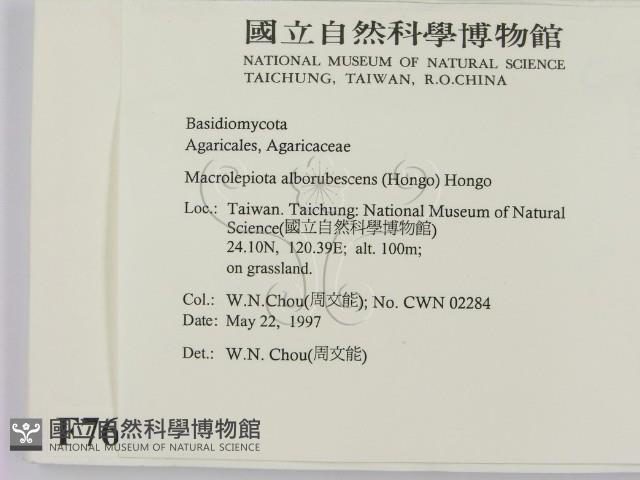 國立自然科學博物館
NATIONAL MUSEUM OF NATURAL SCIENCE
TAICHUNG, TAIWAN, R.O.CHINA
Basidiomycota
Agaricales, Agaricaceae
Macrolepiota alborubescens (Hongo) Hongo
Loc.: Taiwan. Taichung: National Museum of Natural
Science(國立自然科學博物館)
24.10N, 120.39E; alt. 100m;
on grassland.
Col.: W.N.Chou(周文能); No. CWN 02284
Date: May 22, 1997
Det.: W.N. Chou(周文能)
F76
國立自然科學博物館
NATIONAL MUSEUM OF NATURAL SCIENCE